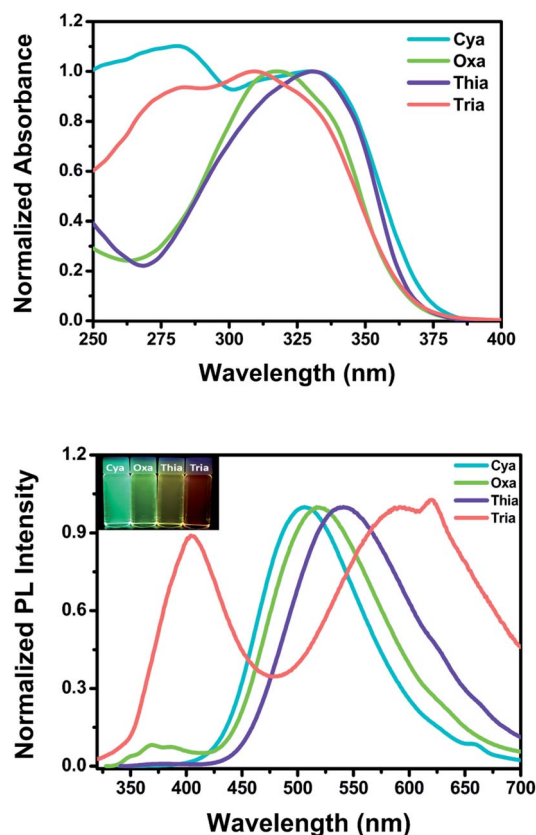 Normalized Absorbance
1.2
1.0
0.8
0.6
0.4
0.2
0.0
Cya
Oxa
Thia
Tria
250 275 300 325 350 375 400
Wavelength (nm)
Normalized PL Intensity
1.2
0.9
0.6
0.3
0.0
Cya Oxa Thia Tria
Cya
Oxa
Thia
Tria
350 400 450 500 550 600 650 700
Wavelength (nm)